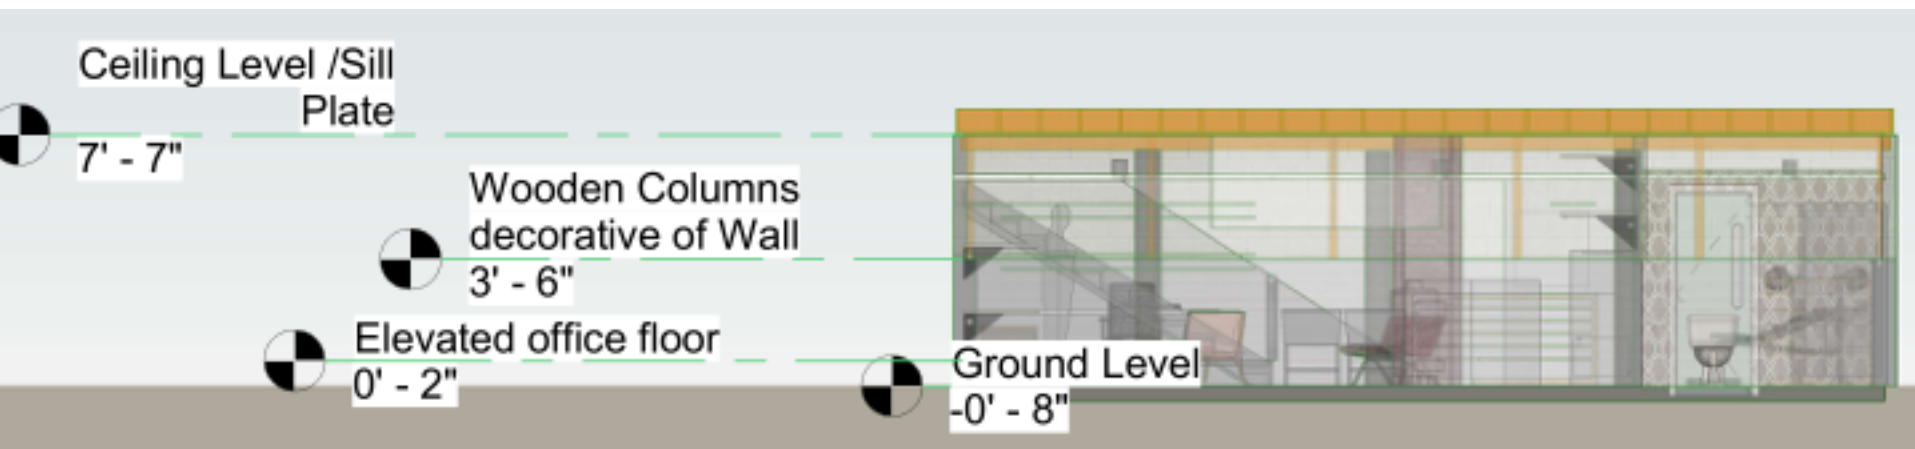 Ceiling Level /Sill
Plate
7' - 7"
Wooden Columns
decorative of Wall
3' - 6"
Elevated office floor
0' - 2"
Ground Level
-0' - 8"